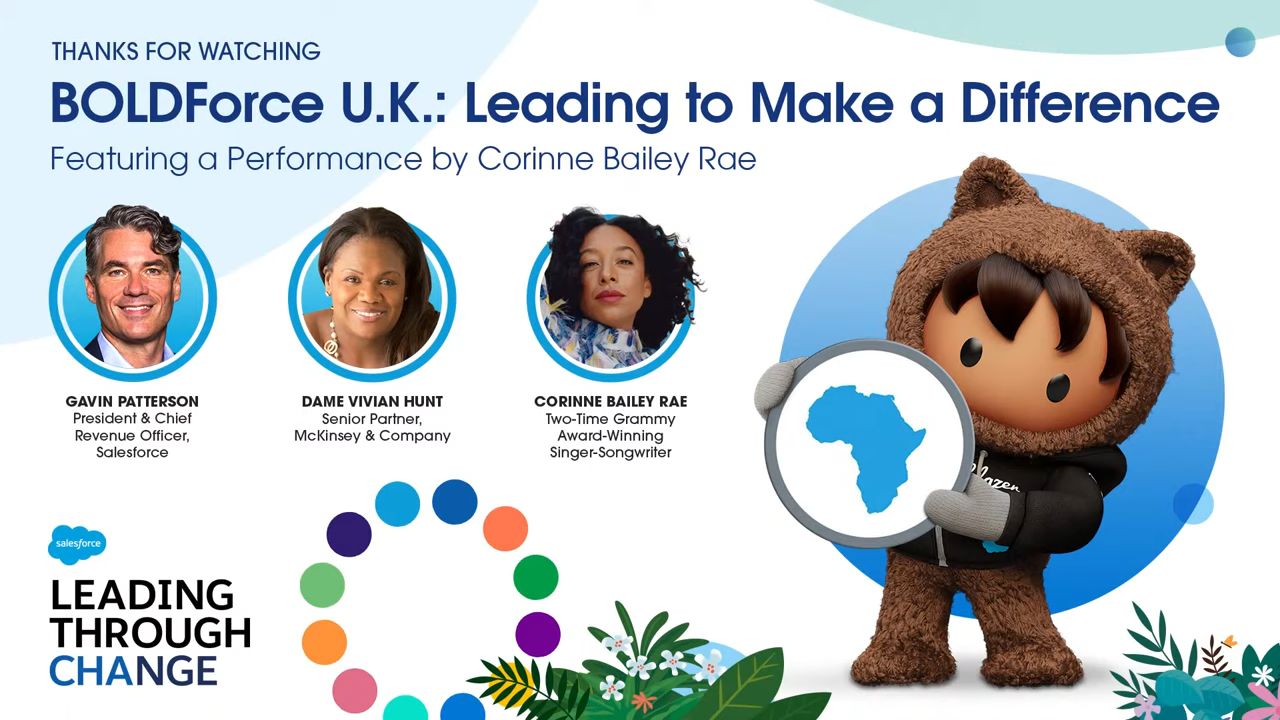 THANKS FOR WATCHING
BOLDForce U.K.: Leading to Make a Difference
Featuring a Performance by Corinne Bailey Rae
GAVIN PATTERSON
President & Chief
Revenue Officer,
Salesforce
DAME VIVIAN HUNT
Senior Partner,
McKinsey & Company
CORINNE BAILEY RAE
Two-Time Grammy
Award-Winning
Singer-Songwriter
salesforce
LEADING
THROUGH
CHANGE